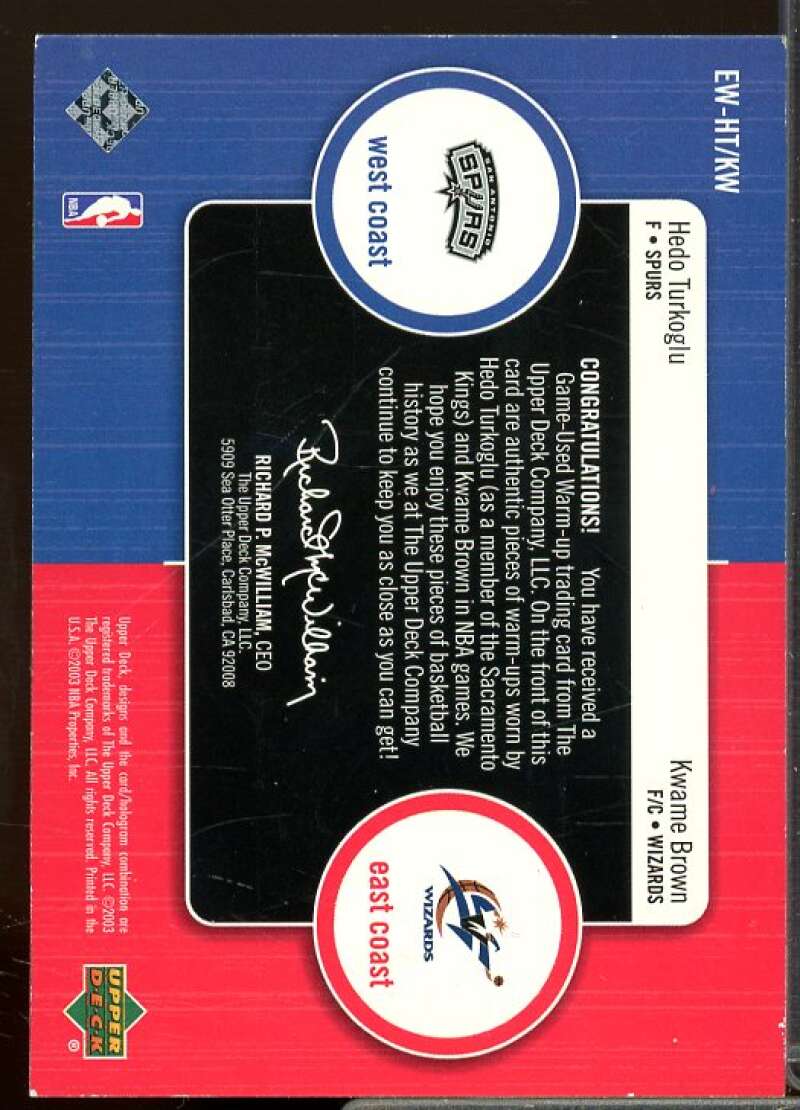 EW-HT/KW
Hedo Turkoglu
F • SPURS
Kwame Brown
F/C • WIZARDS
SAN ANTONIO
SPURS
west coast
CONGRATULATIONS! You have received a
Game-Used Warm-up trading card from The
Upper Deck Company, LLC. On the front of this
card are authentic pieces of warm-ups worn by
Hedo Turkoglu (as a member of the Sacramento
Kings) and Kwame Brown in NBA games. We
hope you enjoy these pieces of basketball
history as we at The Upper Deck Company
continue to keep you as close as you can get!
Richard P. McWilliam
RICHARD P. McWILLIAM, CEO
The Upper Deck Company, LLC.
5909 Sea Otter Place, Carlsbad, CA 92008
WIZARDS
east coast
NBA
Upper Deck, designs and the card/hologram combination are
registered trademarks of The Upper Deck Company, LLC. ©2003
The Upper Deck Company, LLC. All rights reserved. Printed in the
U.S.A. ©2003 NBA Properties, Inc.
UPPER
D·E·C·K
®